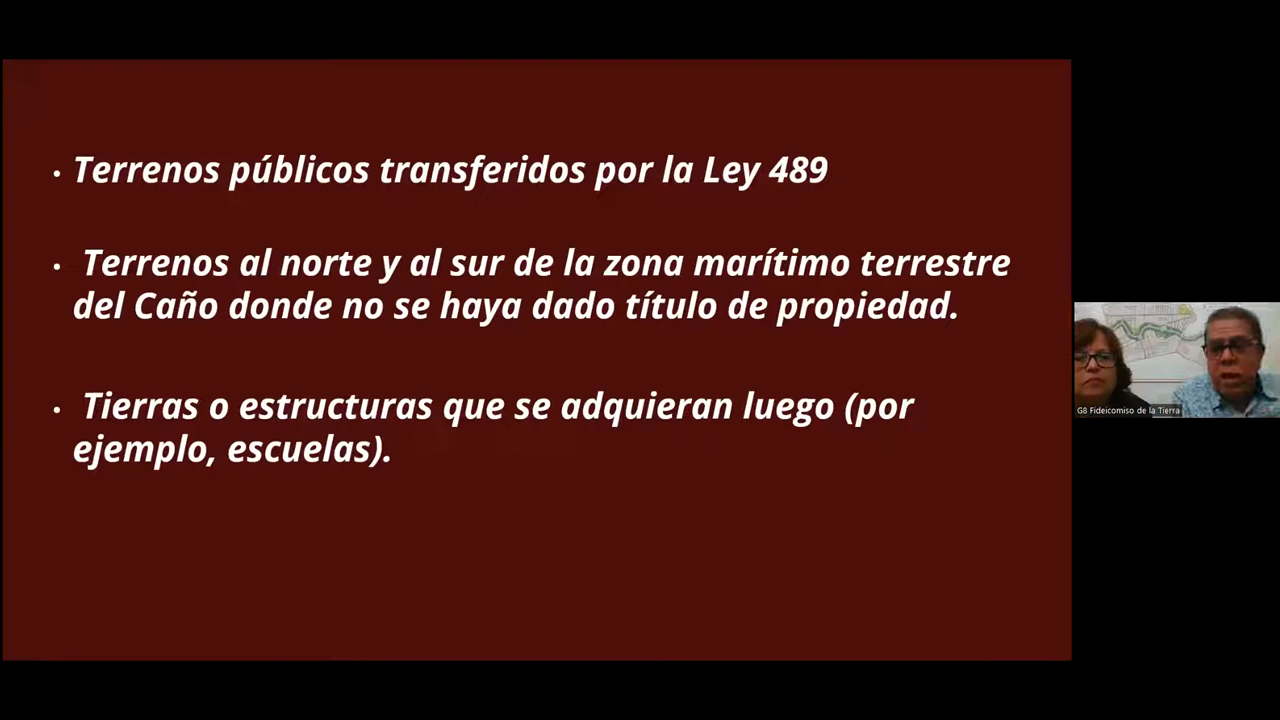 • Terrenos públicos transferidos por la Ley 489
• Terrenos al norte y al sur de la zona marítimo terrestre
del Caño donde no se haya dado título de propiedad.
• Tierras o estructuras que se adquieran luego (por
ejemplo, escuelas).
G8 Fideicomiso de la Tierra